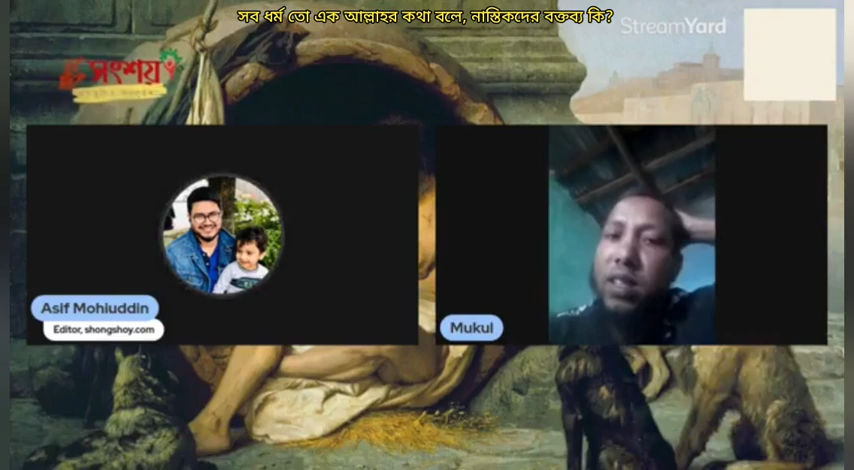 সব ধর্ম তো এক আল্লাহর কথা বলে, নাস্তিকদের বক্তব্য কি?
StreamYard
সংশয়
Asif Mohiuddin
Editor, shongshoy.com
Mukul